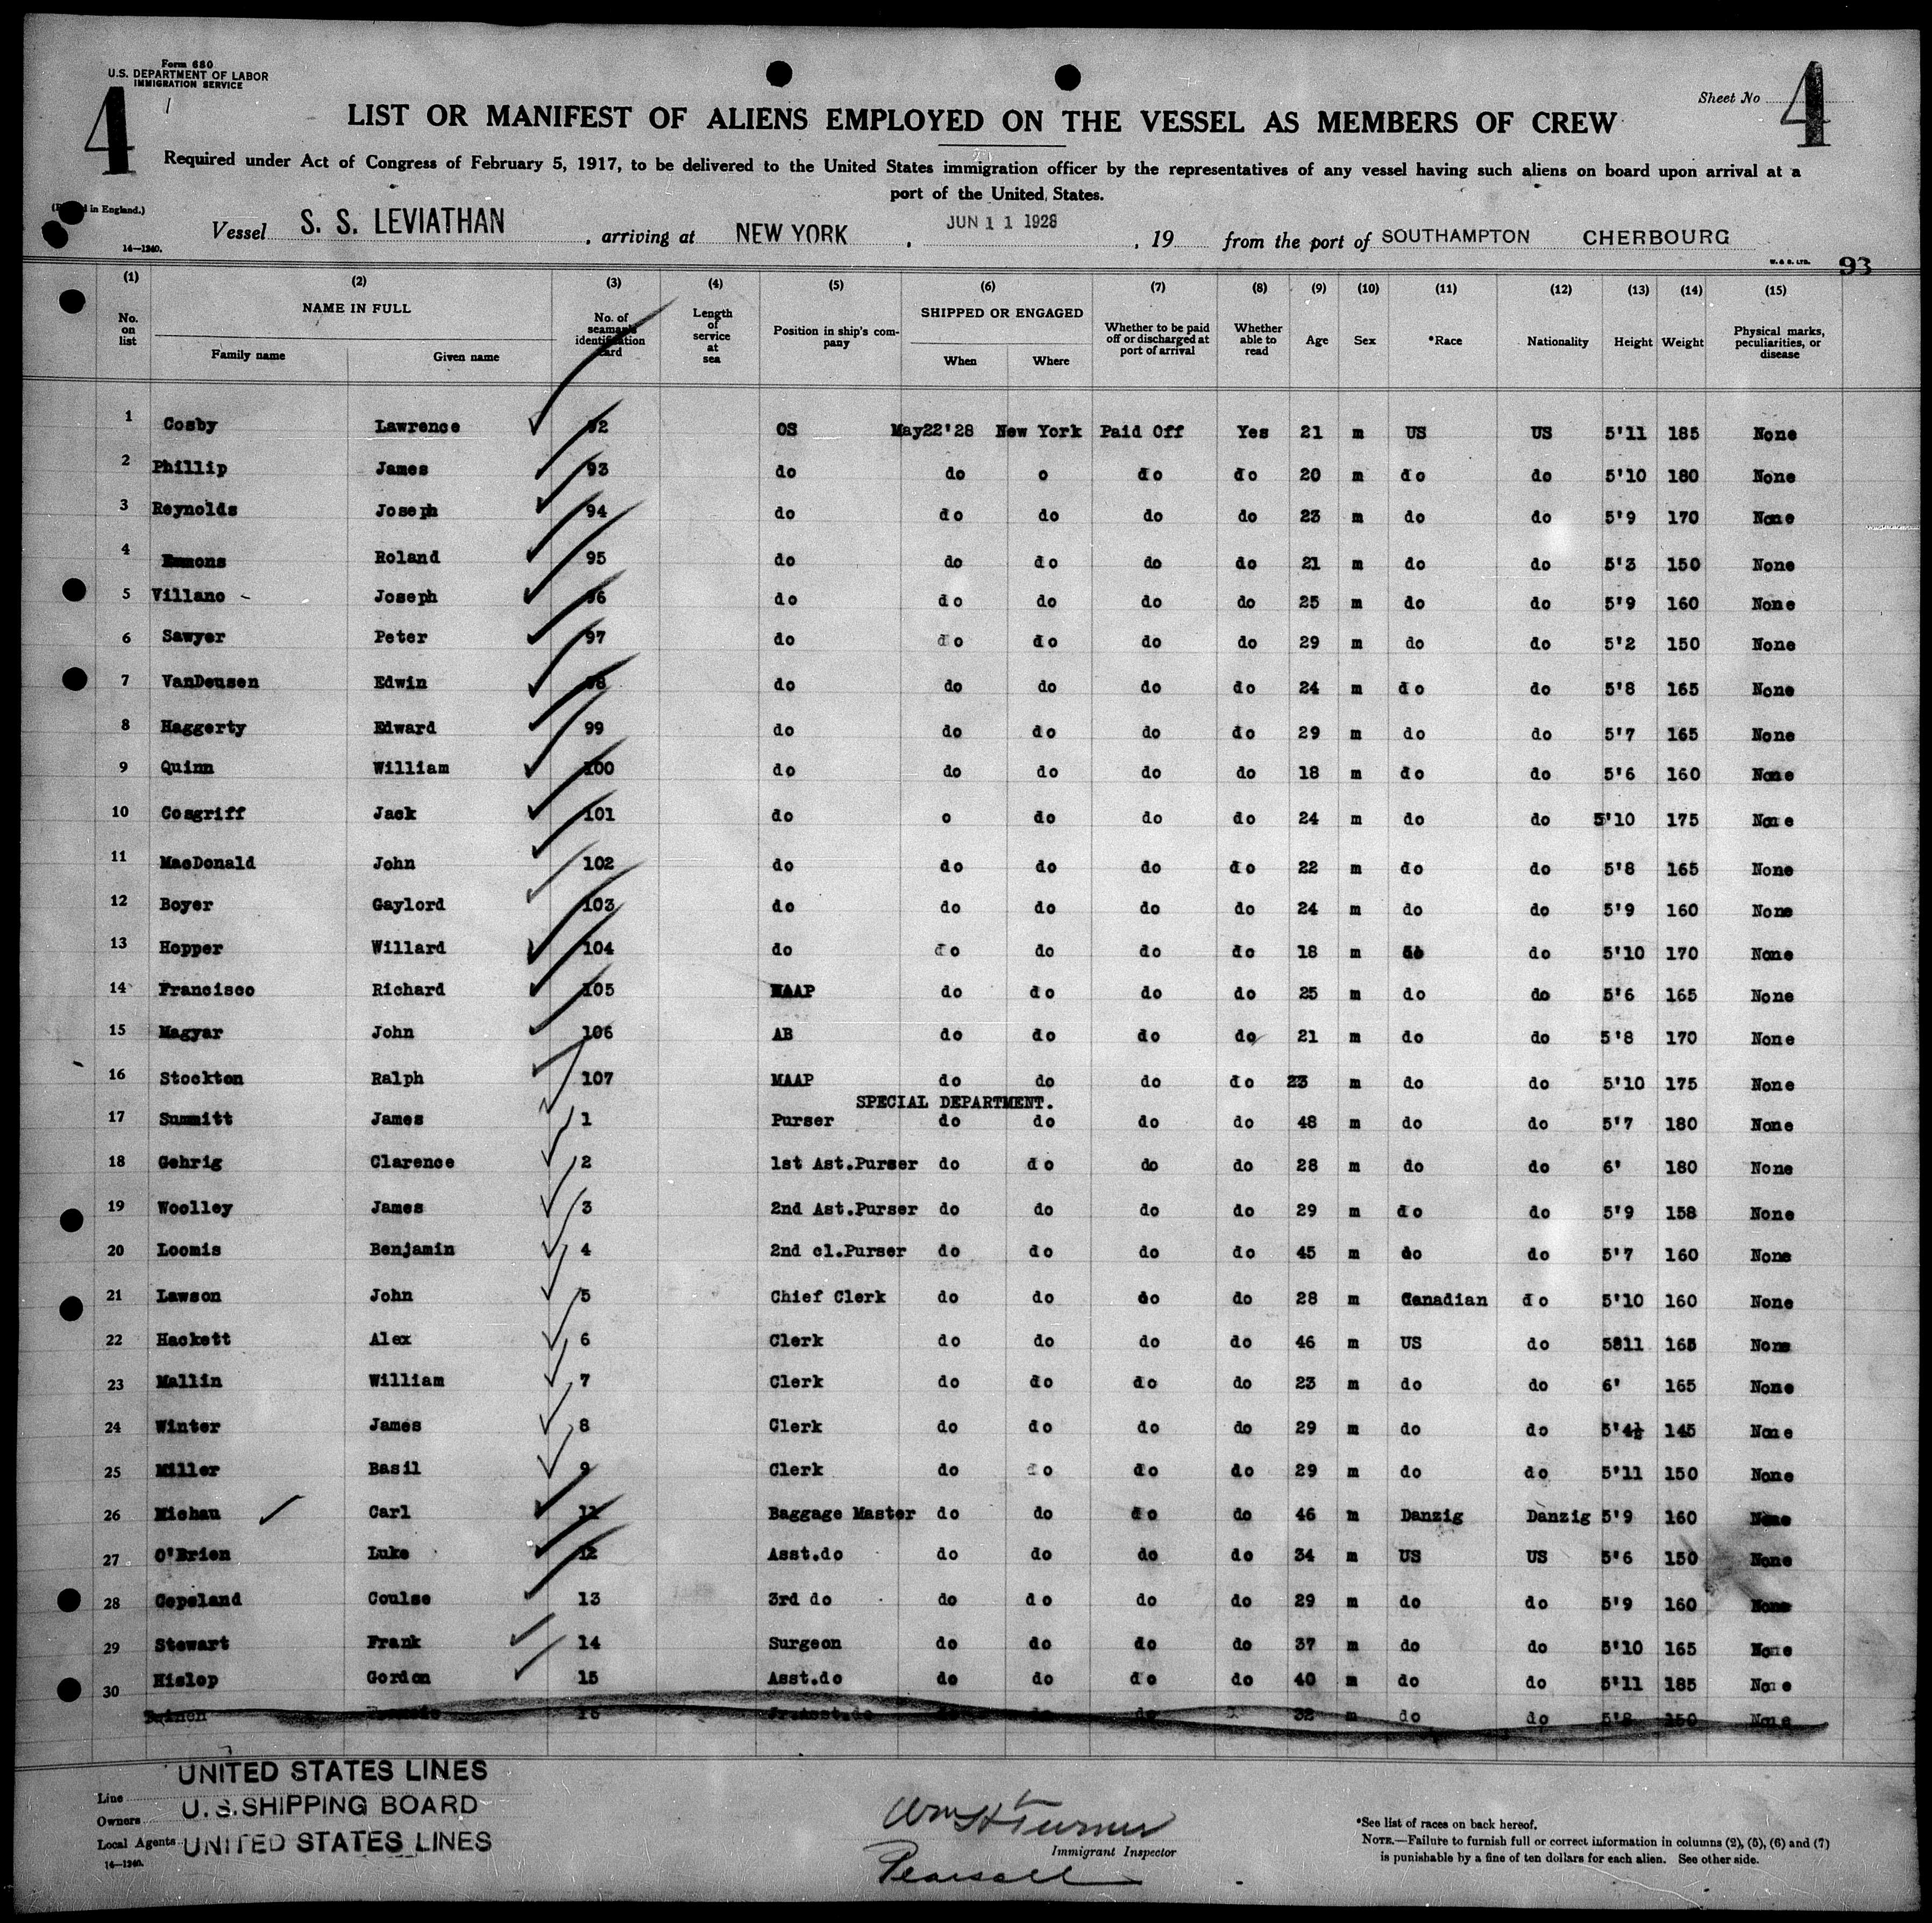 Form 680
U.S. DEPARTMENT OF LABOR
IMMIGRATION SERVICE
4
Sheet No 4
LIST OR MANIFEST OF ALIENS EMPLOYED ON THE VESSEL AS MEMBERS OF CREW
Required under Act of Congress of February 5, 1917, to be delivered to the United States immigration officer by the representatives of any vessel having such aliens on board upon arrival at a
port of the United States.
in England.)
14—1240.
Vessel S. S. LEVIATHAN, arriving at NEW YORK, JUN 11 1928, 19 from the port of SOUTHAMPTON CHERBOURG
W. & S. LTD.
93
(1) (2) (3) (4) (5) (6) (7) (8) (9) (10) (11) (12) (13) (14) (15)
No. on list NAME IN FULL Family name Given name No. of seaman's identification card Length of service at sea Position in ship's company SHIPPED OR ENGAGED When Where Whether to be paid off or discharged at port of arrival Whether able to read Age Sex *Race Nationality Height Weight Physical marks, peculiarities, or disease
1 Cosby Lawrence 92 OS May22'28 New York Paid Off Yes 21 m US US 5'11 185 None
2 Phillip James 93 do do o do do 20 m do do 5'10 180 None
3 Reynolds Joseph 94 do do do do do 23 m do do 5'9 170 None
4 Emmons Roland 95 do do do do do 21 m do do 5'3 150 None
5 Villano - Joseph 96 do do do do do 25 m do do 5'9 160 None
6 Sawyer Peter 97 do do do do do 29 m do do 5'2 150 None
7 VanDeusen Edwin 98 do do do do do 24 m do do 5'8 165 None
8 Haggerty Edward 99 do do do do do 29 m do do 5'7 165 None
9 Quinn William 100 do do do do do 18 m do do 5'6 160 None
10 Cosgriff Jack 101 do o do do do 24 m do do 5'10 175 None
11 MacDonald John 102 do do do do do 22 m do do 5'8 165 None
12 Boyer Gaylord 103 do do do do do 24 m do do 5'9 160 None
13 Hopper Willard 104 do do do do do 18 m do do 5'10 170 None
14 Francisco Richard 105 MAAP do do do do 25 m do do 5'6 165 None
15 Magyar John 106 AB do do do do 21 m do do 5'8 170 None
16 Stockton Ralph 107 MAAP do do do do 23 m do do 5'10 175 None
SPECIAL DEPARTMENT.
17 Summitt James 1 Purser do do do do 48 m do do 5'7 180 None
18 Gehrig Clarence 2 1st Ast.Purser do do do do 28 m do do 6' 180 None
19 Woolley James 3 2nd Ast.Purser do do do do 29 m do do 5'9 158 None
20 Loomis Benjamin 4 2nd cl.Purser do do do do 45 m do do 5'7 160 None
21 Lawson John 5 Chief Clerk do do do do 28 m Canadian do 5'10 160 None
22 Hackett Alex 6 Clerk do do do do 46 m US do 5811 165 None
23 Mallin William 7 Clerk do do do do 23 m do do 6' 165 None
24 Winter James 8 Clerk do do do do 29 m do do 5'4½ 145 None
25 Miller Basil 9 Clerk do do do do 29 m do do 5'11 150 None
26 Michau Carl 11 Baggage Master do do do do 46 m Danzig Danzig 5'9 160 None
27 O'Brien Luke 12 Asst.do do do do do 34 m US US 5'6 150 None
28 Copeland Coulse 13 3rd do do do do do 29 m do do 5'9 160 None
29 Stewart Frank 14 Surgeon do do do do 37 m do do 5'10 165 None
30 Hislop Gordon 15 Asst.do do do do do 40 m do do 5'11 185 None
16 Jr.Asst.do do 32 m do do 5'8 150 None
Line UNITED STATES LINES
Owners U.S. SHIPPING BOARD
Local Agents UNITED STATES LINES
14—1240.
Wm H Turner
Immigrant Inspector
Pearsall
*See list of races on back hereof.
NOTE.—Failure to furnish full or correct information in columns (2), (5), (6) and (7)
is punishable by a fine of ten dollars for each alien. See other side.